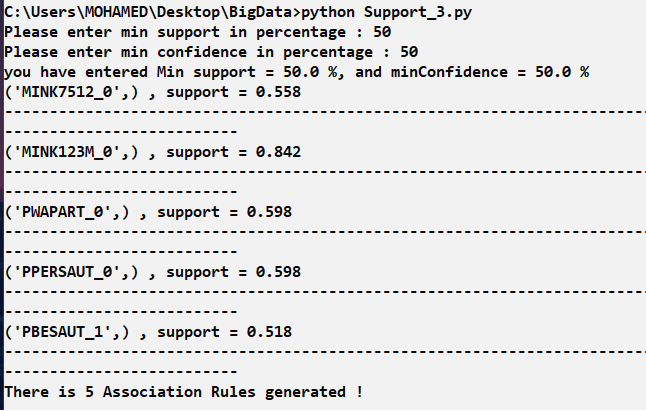 C:\Users\MOHAMED\Desktop\BigData>python Support_3.py
Please enter min support in percentage : 50
Please enter min confidence in percentage : 50
you have entered Min support = 50.0 %, and minConfidence = 50.0 %
('MINK7512_0',) , support = 0.558
-----------------------------------------------------------------------
--------------------------
('MINK123M_0',) , support = 0.842
-----------------------------------------------------------------------
--------------------------
('PWAPART_0',) , support = 0.598
-----------------------------------------------------------------------
--------------------------
('PPERSAUT_0',) , support = 0.598
-----------------------------------------------------------------------
--------------------------
('PBESAUT_1',) , support = 0.518
-----------------------------------------------------------------------
--------------------------
There is 5 Association Rules generated !